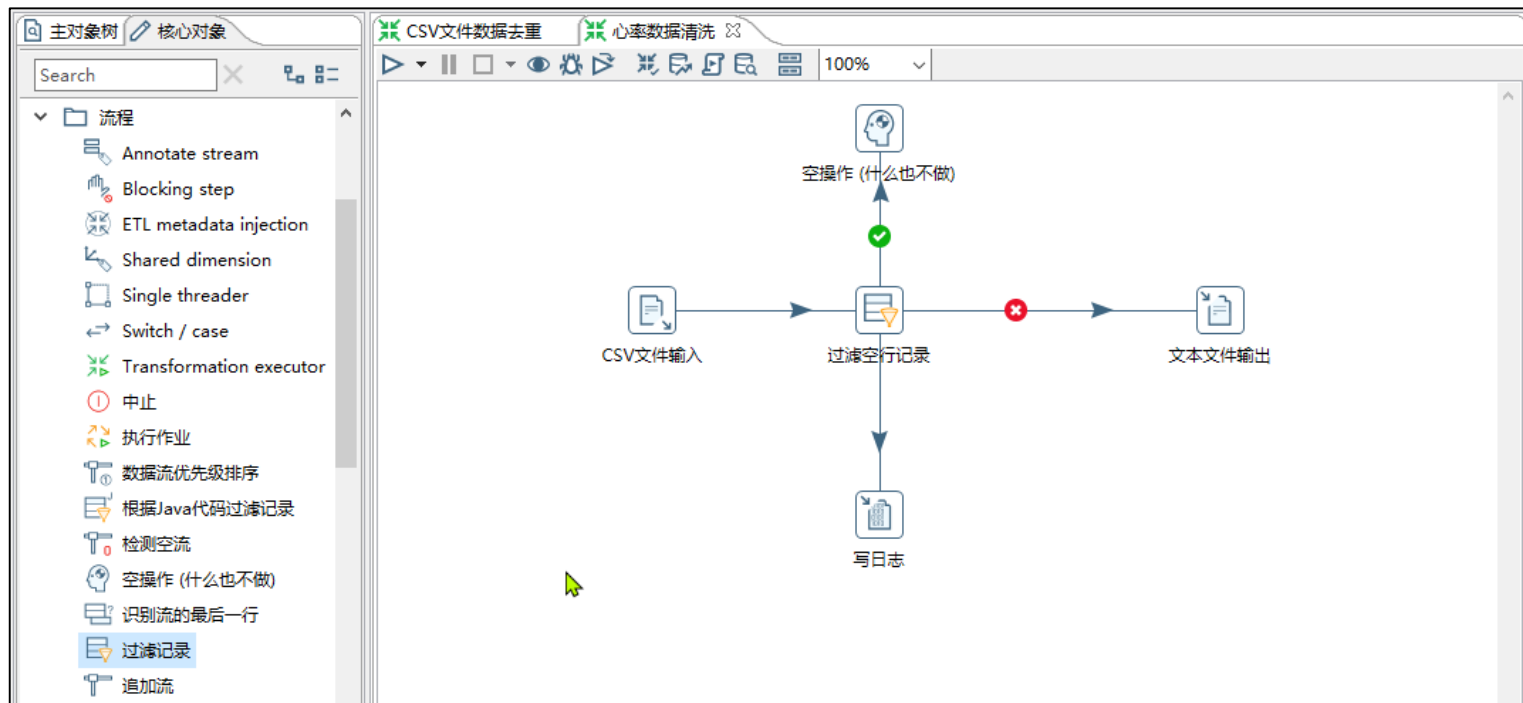 主对象树 核心对象
Search
流程
Annotate stream
Blocking step
ETL metadata injection
Shared dimension
Single threader
Switch / case
Transformation executor
中止
执行作业
数据流优先级排序
根据Java代码过滤记录
检测空流
空操作 (什么也不做)
识别流的最后一行
过滤记录
追加流
CSV文件数据去重 心率数据清洗
100%
空操作 (什么也不做)
CSV文件输入 过滤空行记录 文本文件输出
写日志